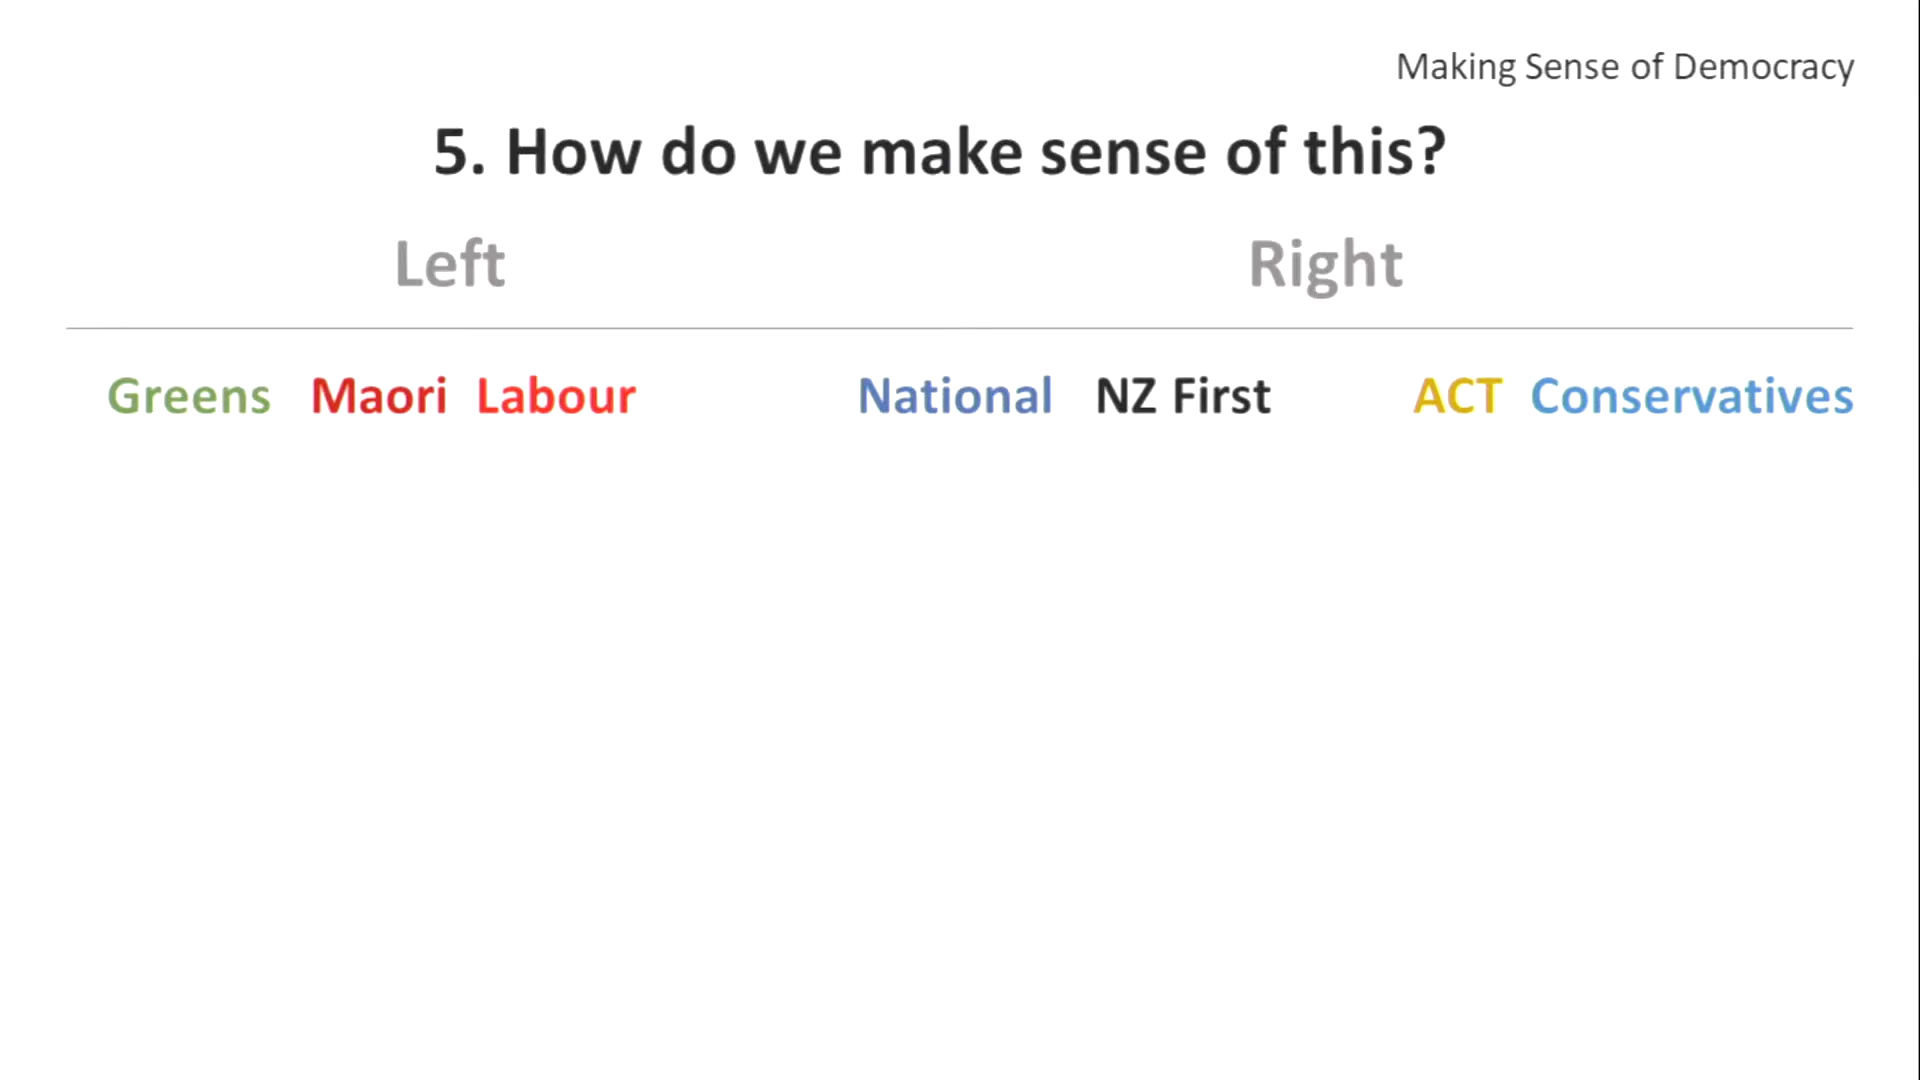 Making Sense of Democracy
5. How do we make sense of this?
Left Right
Greens Maori Labour National NZ First ACT Conservatives